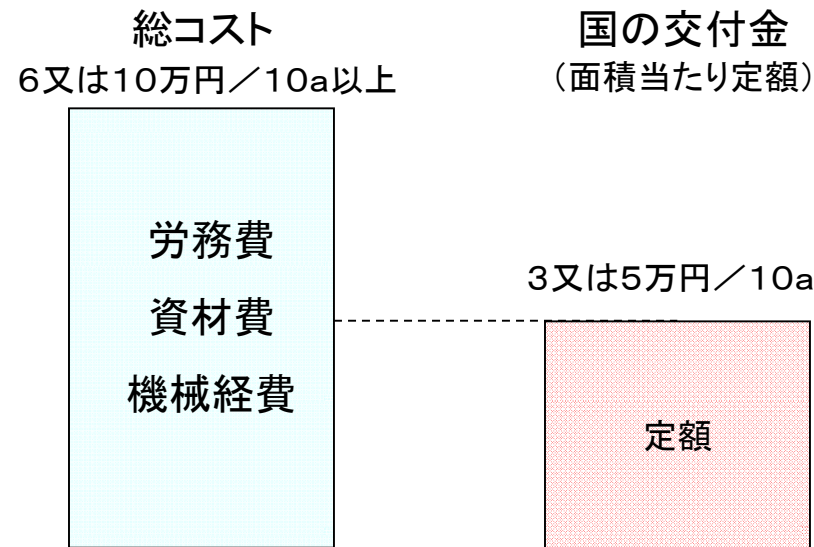 総コスト
6又は10万円／10a以上
国の交付金
（面積当たり定額）
労務費
資材費
機械経費
3又は5万円／10a
定額